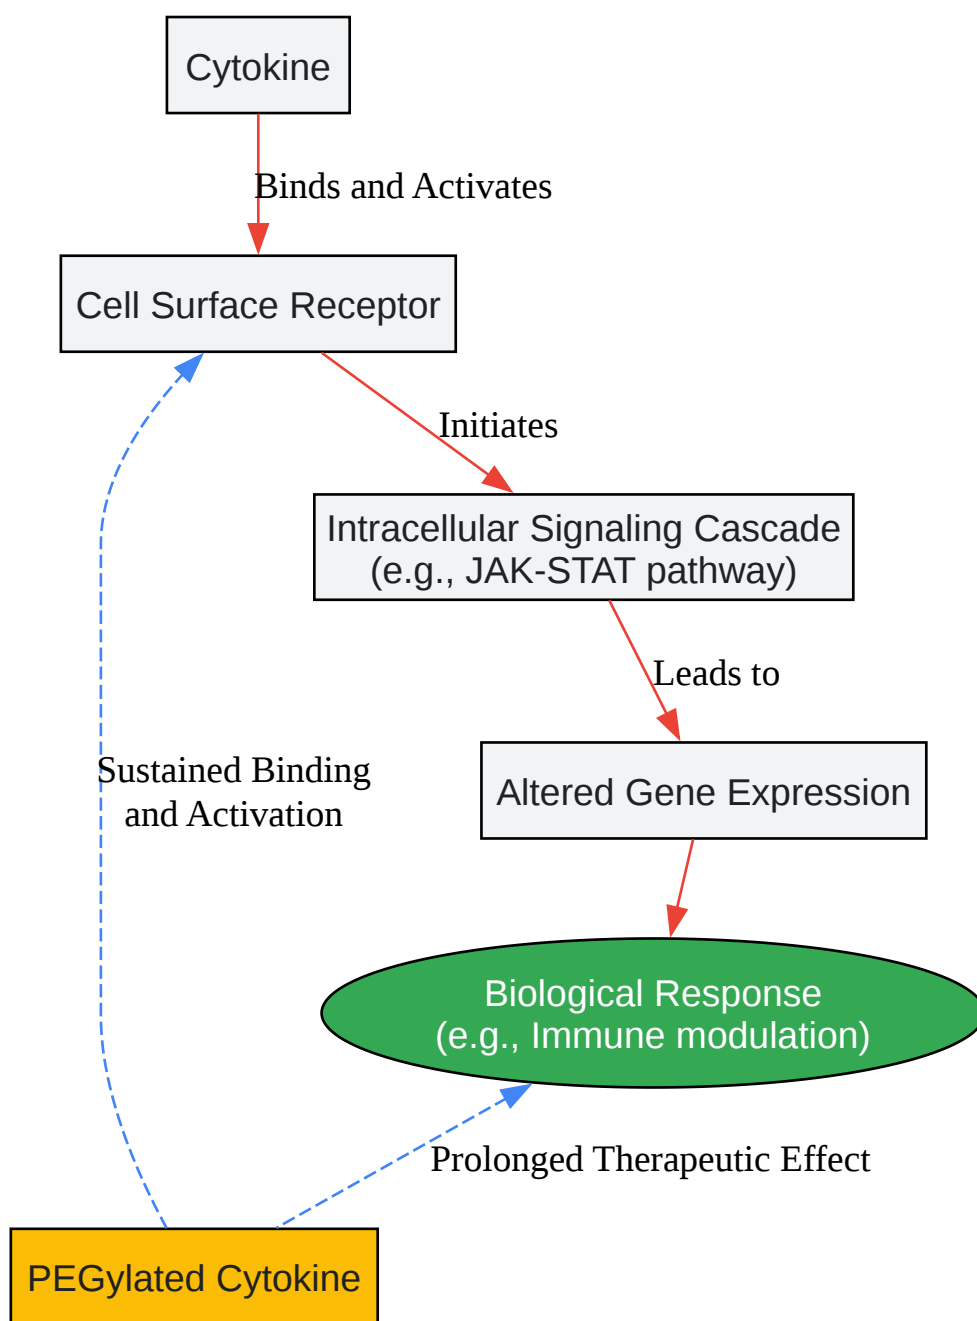 Cytokine
Binds and Activates
Cell Surface Receptor
Initiates
Intracellular Signaling Cascade
(e.g., JAK-STAT pathway)
Leads to
Sustained Binding
and Activation
Altered Gene Expression
Biological Response
(e.g., Immune modulation)
Prolonged Therapeutic Effect
PEGylated Cytokine